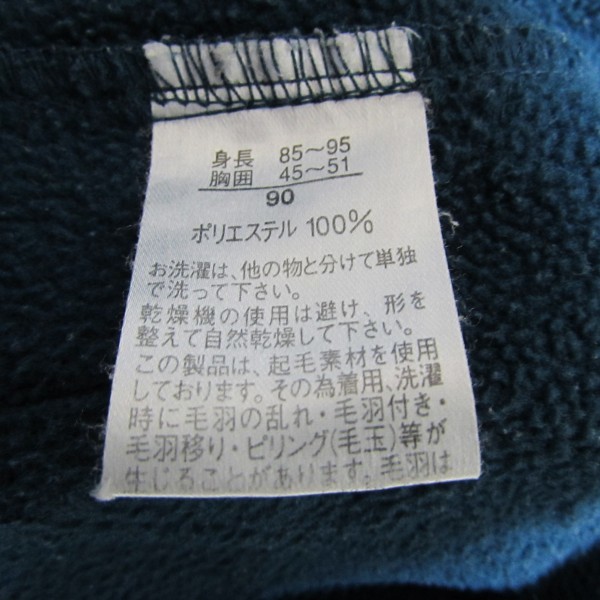 身長 85〜95
胸囲 45〜51
90
ポリエステル 100%
お洗濯は、他の物と分けて単独
で洗って下さい。
乾燥機の使用は避け、形を
整えて自然乾燥して下さい。
この製品は、起毛素材を使用
しております。その為着用、洗濯
時に毛羽の乱れ・毛羽付き・
毛羽移り・ピリング(毛玉)等が
生じることがあります。毛羽は